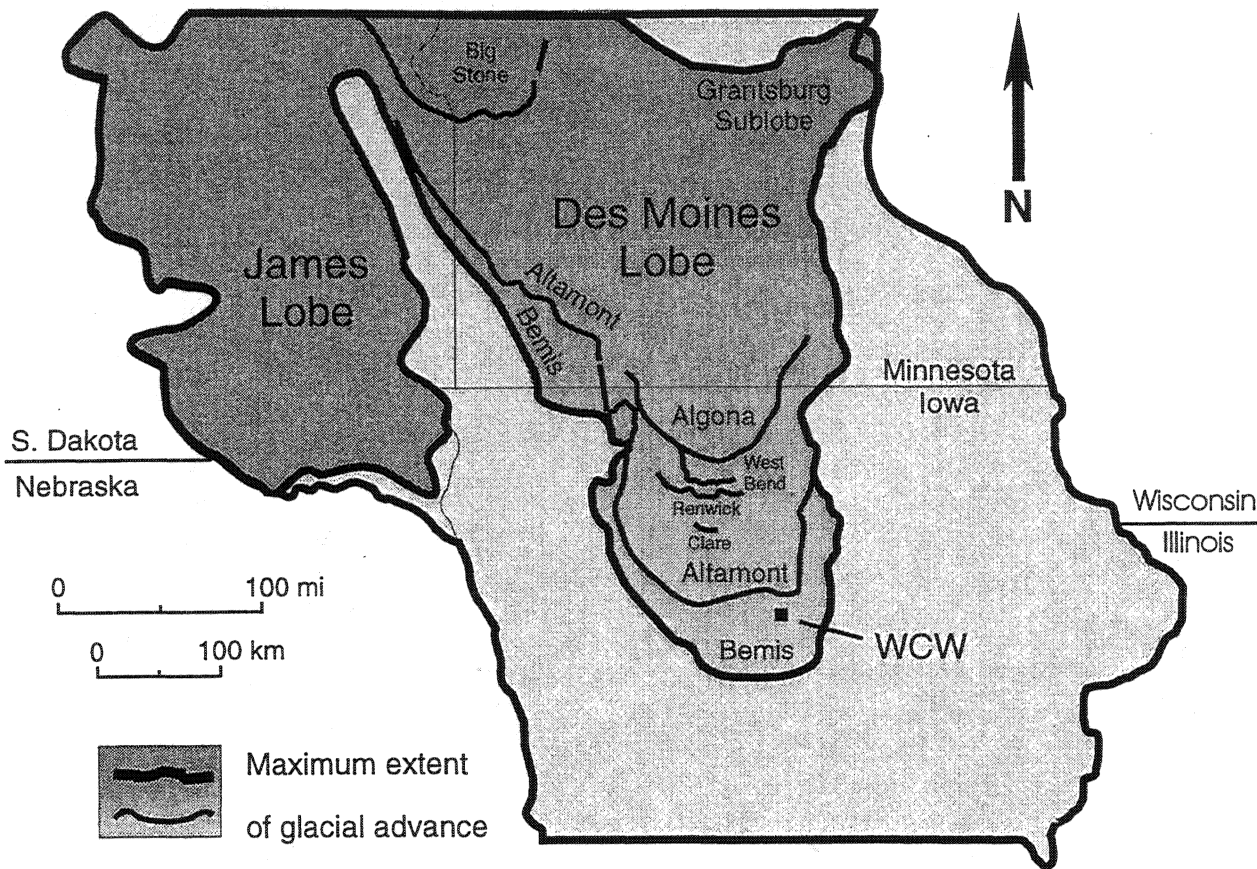 Big
Stone
Grantsburg
Sublobe
N
Des Moines
Lobe
James
Lobe
Altamont
Bemis
Minnesota
Iowa
Algona
S. Dakota
Nebraska
West
Bend
Renwick
Clare
Wisconsin
Illinois
Altamont
0 100 mi
Bemis
WCW
0 100 km
Maximum extent
of glacial advance